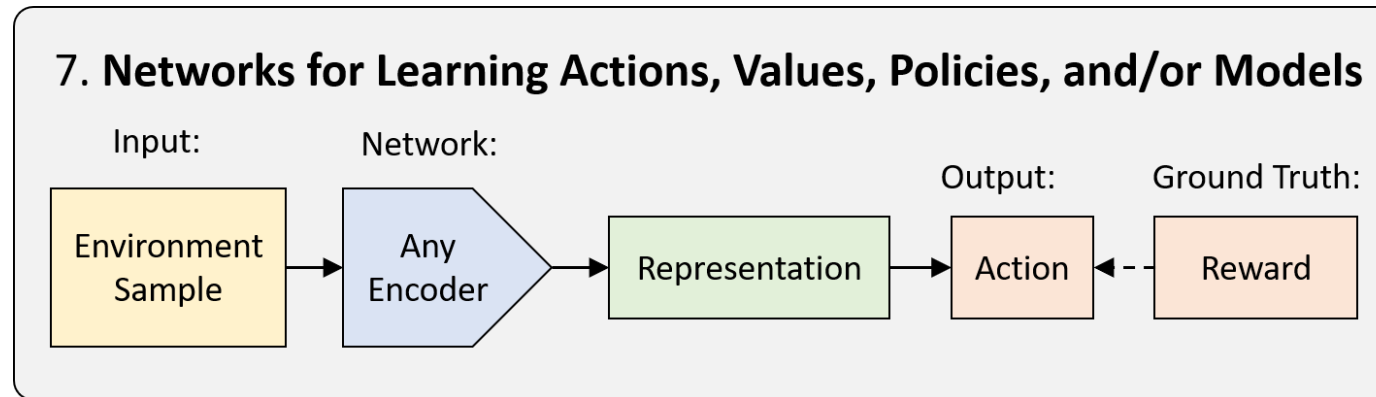 7. Networks for Learning Actions, Values, Policies, and/or Models
Input:
Network:
Output:
Ground Truth:
Environment
Sample
Any
Encoder
Representation
Action
Reward